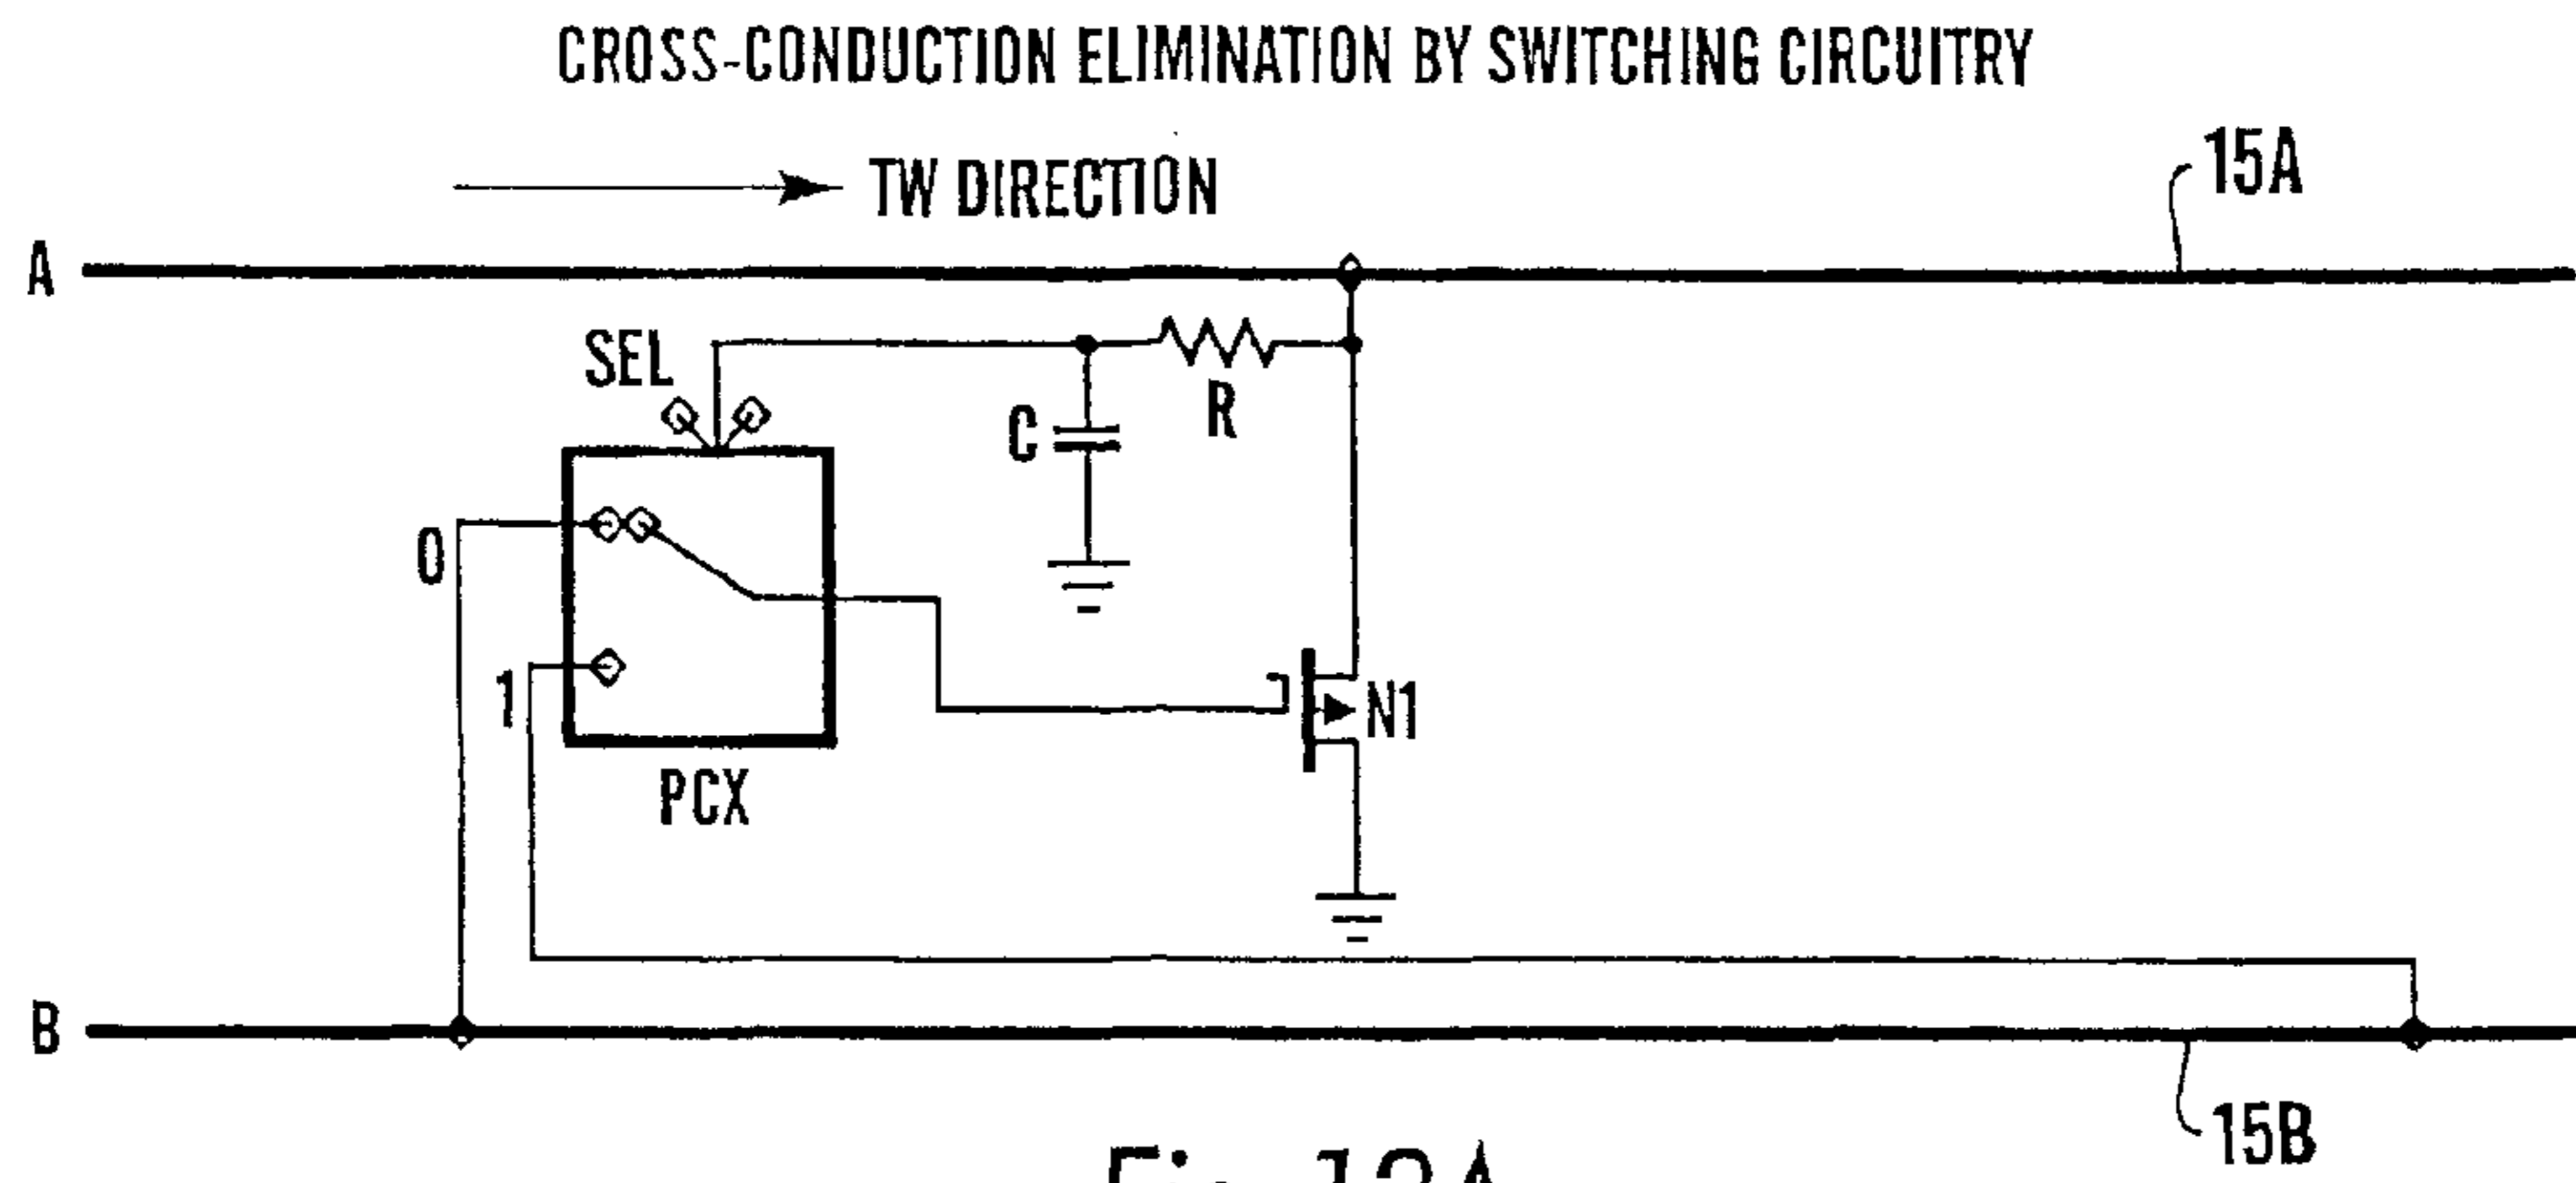 CROSS-CONDUCTION ELIMINATION BY SWITCHING CIRCUITRY
TW DIRECTION
15A
A
SEL
R
C
0
1
N1
PCX
B
15B